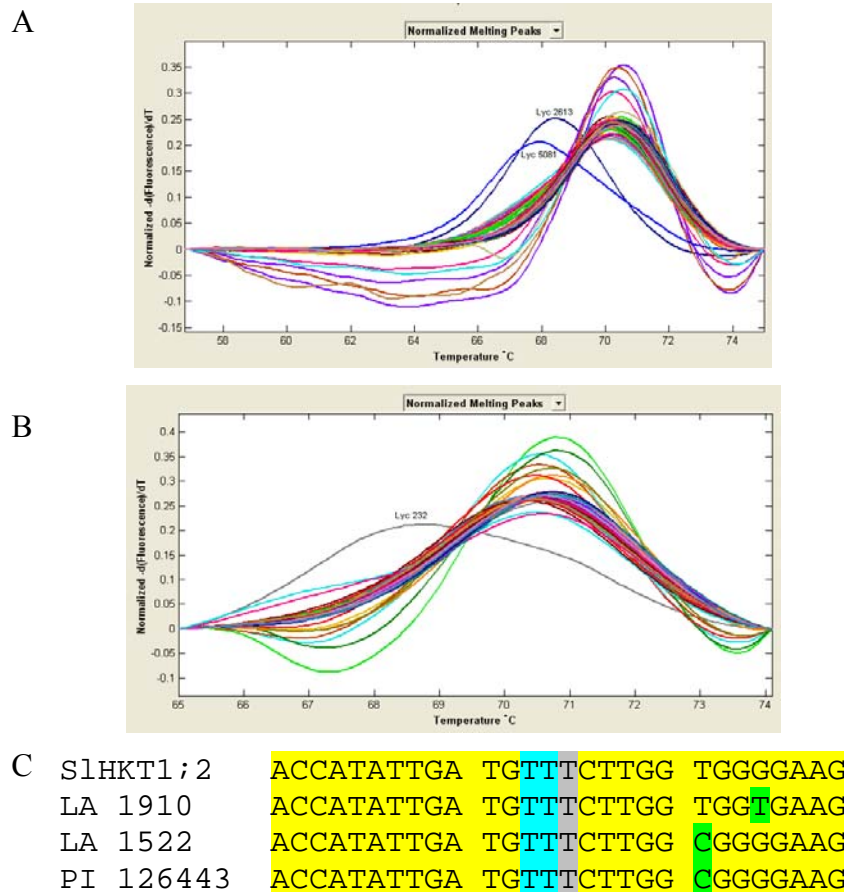 A
Normalized Melting Peaks
Normalized -d(Fluorescence)/dT
0.35
0.3
0.25
0.2
0.15
0.1
0.05
0
-0.05
-0.1
-0.15
Lyc 2613
Lyc 5081
58 60 62 64 66 68 70 72 74
Temperature °C
B
Normalized Melting Peaks
Normalized -d(Fluorescence)/dT
0.4
0.35
0.3
0.25
0.2
0.15
0.1
0.05
0
-0.05
-0.1
Lyc 232
65 66 67 68 69 70 71 72 73 74
Temperature °C
C SlHKT1;2 ACCATATTGA TGTTTCTTGG TGGGGAAG
LA 1910 ACCATATTGA TGTTTCTTGG TGGTGAAG
LA 1522 ACCATATTGA TGTTTCTTGG CGGGGAAG
PI 126443 ACCATATTGA TGTTTCTTGG CGGGGAAG